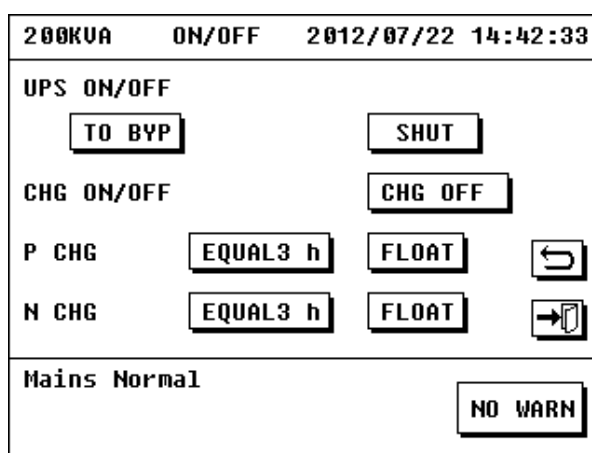 200KVA ON/OFF 2012/07/22 14:42:33
UPS ON/OFF
TO BYP SHUT
CHG ON/OFF CHG OFF
P CHG EQUAL3 h FLOAT
N CHG EQUAL3 h FLOAT
Mains Normal
NO WARN